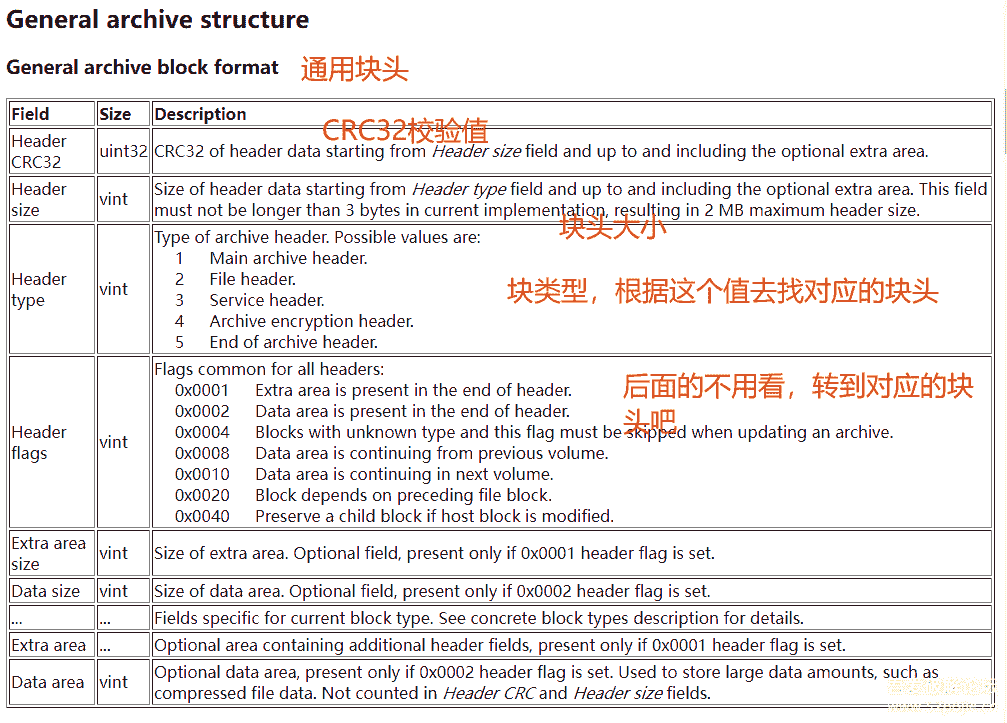 General archive structure
General archive block format 通用块头
Field Size Description
CRC32校验值
Header
CRC32
uint32 CRC32 of header data starting from Header size field and up to and including the optional extra area.
Header
size
vint
Size of header data starting from Header type field and up to and including the optional extra area. This field
must not be longer than 3 bytes in current implementation, resulting in 2 MB maximum header size.
块头大小
Header
type
vint
Type of archive header. Possible values are:
1 Main archive header.
2 File header.
3 Service header.
4 Archive encryption header.
5 End of archive header.
块类型，根据这个值去找对应的块头
Header
flags
vint
Flags common for all headers:
0x0001 Extra area is present in the end of header.
0x0002 Data area is present in the end of header.
0x0004 Blocks with unknown type and this flag must be skipped when updating an archive.
0x0008 Data area is continuing from previous volume.
0x0010 Data area is continuing in next volume.
0x0020 Block depends on preceding file block.
0x0040 Preserve a child block if host block is modified.
后面的不用看，转到对应的块
头吧
Extra area
size
vint Size of extra area. Optional field, present only if 0x0001 header flag is set.
Data size vint Size of data area. Optional field, present only if 0x0002 header flag is set.
... ... Fields specific for current block type. See concrete block types description for details.
Extra area ... Optional area containing additional header fields, present only if 0x0001 header flag is set.
Data area vint
Optional data area, present only if 0x0002 header flag is set. Used to store large data amounts, such as
compressed file data. Not counted in Header CRC and Header size fields.